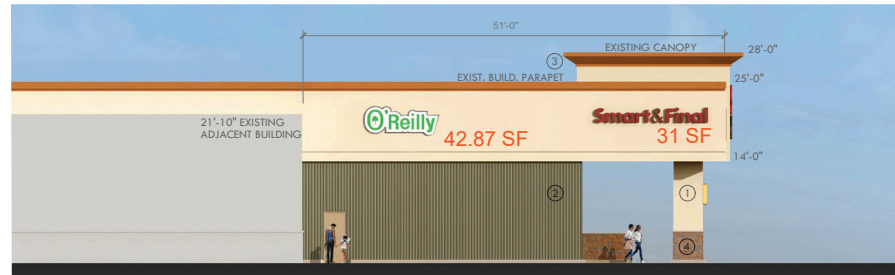 51'-0"
EXISTING CANOPY
28'-0"
3
EXIST. BUILD. PARAPET
25'-0"
21'-10" EXISTING
ADJACENT BUILDING
O'Reilly
42.87 SF
Smart&Final
31 SF
14'-0"
2
1
4